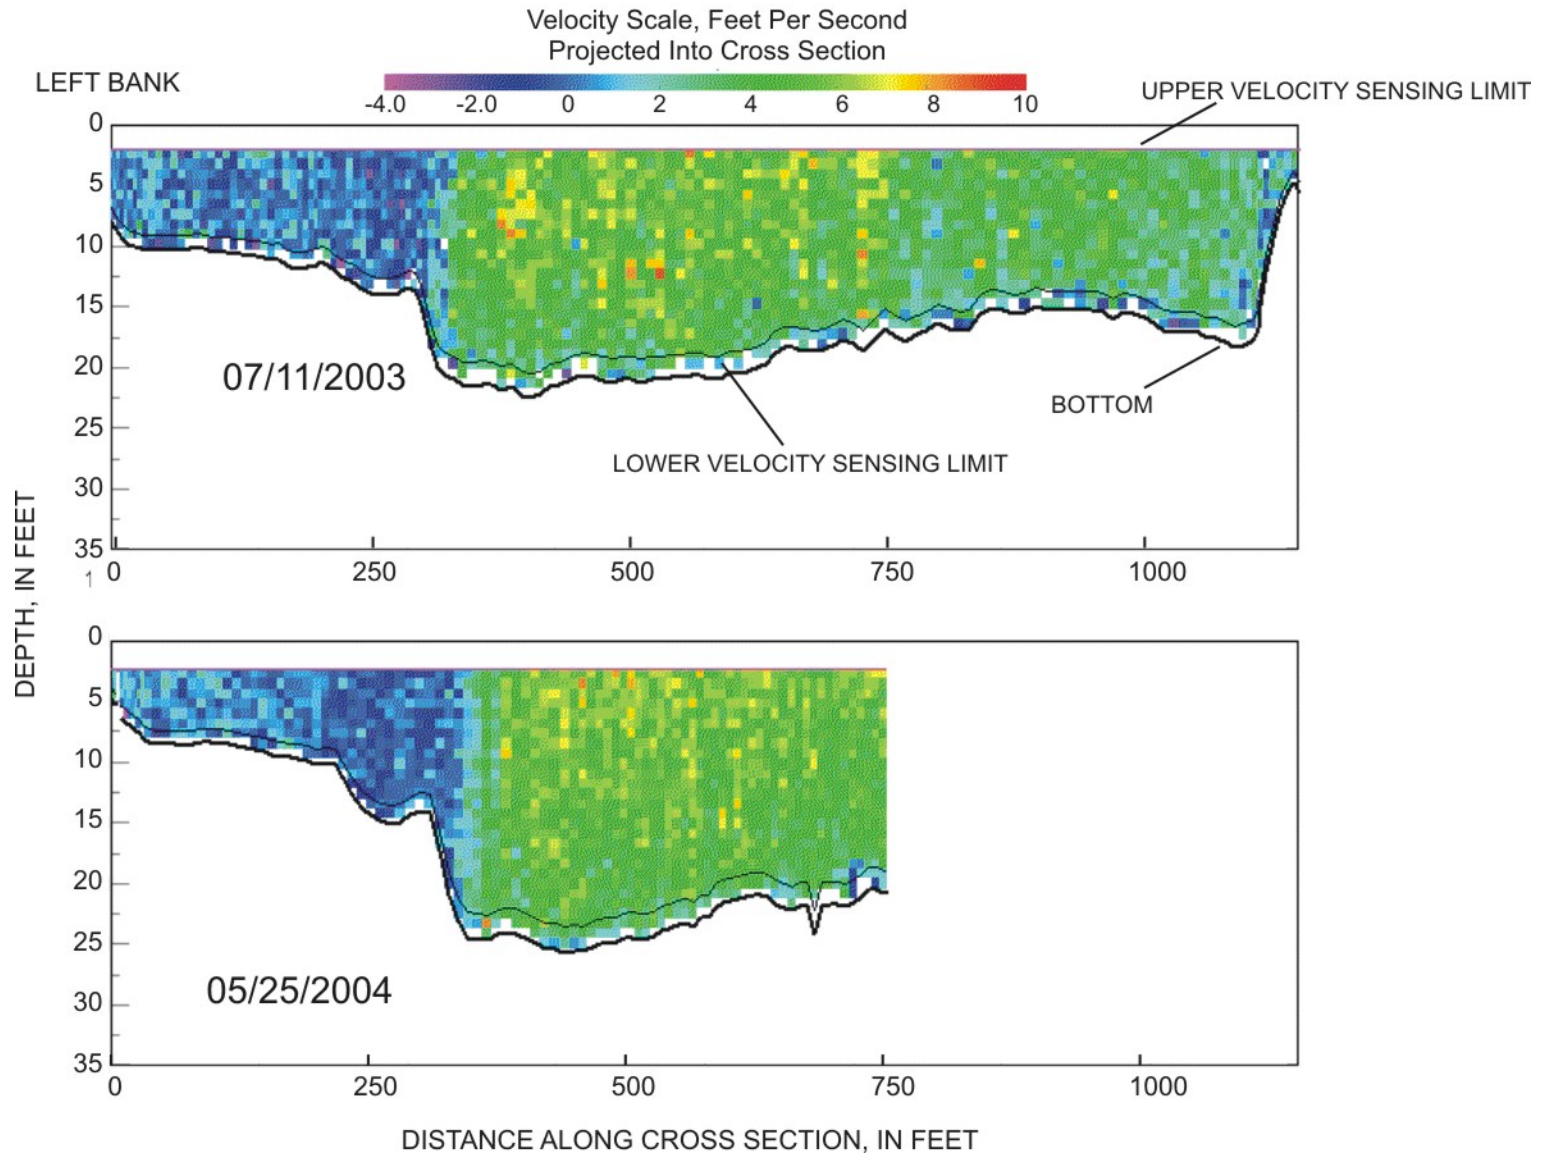 Velocity Scale, Feet Per Second
Projected Into Cross Section
LEFT BANK
-4.0 -2.0 0 2 4 6 8 10
UPPER VELOCITY SENSING LIMIT
0
5
10
15
20
25
30
35
07/11/2003
BOTTOM
LOWER VELOCITY SENSING LIMIT
0 250 500 750 1000
DEPTH, IN FEET
0
5
10
15
20
25
30
35
05/25/2004
0 250 500 750 1000
DISTANCE ALONG CROSS SECTION, IN FEET